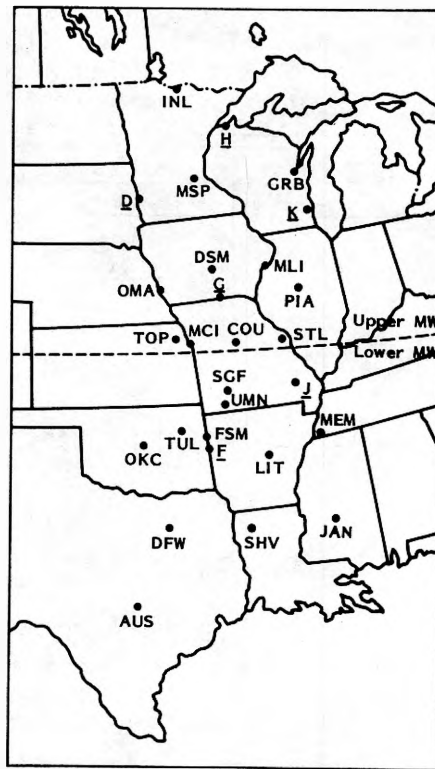 INL
H
MSP
GRB
D
K
DSM
MLI
G
OMA
PIA
Upper MW
TOP
MCI
COU
STL
Lower MW
SGF
J
UMN
MEM
TUL
FSM
F
OKC
LIT
DFW
SHV
JAN
AUS